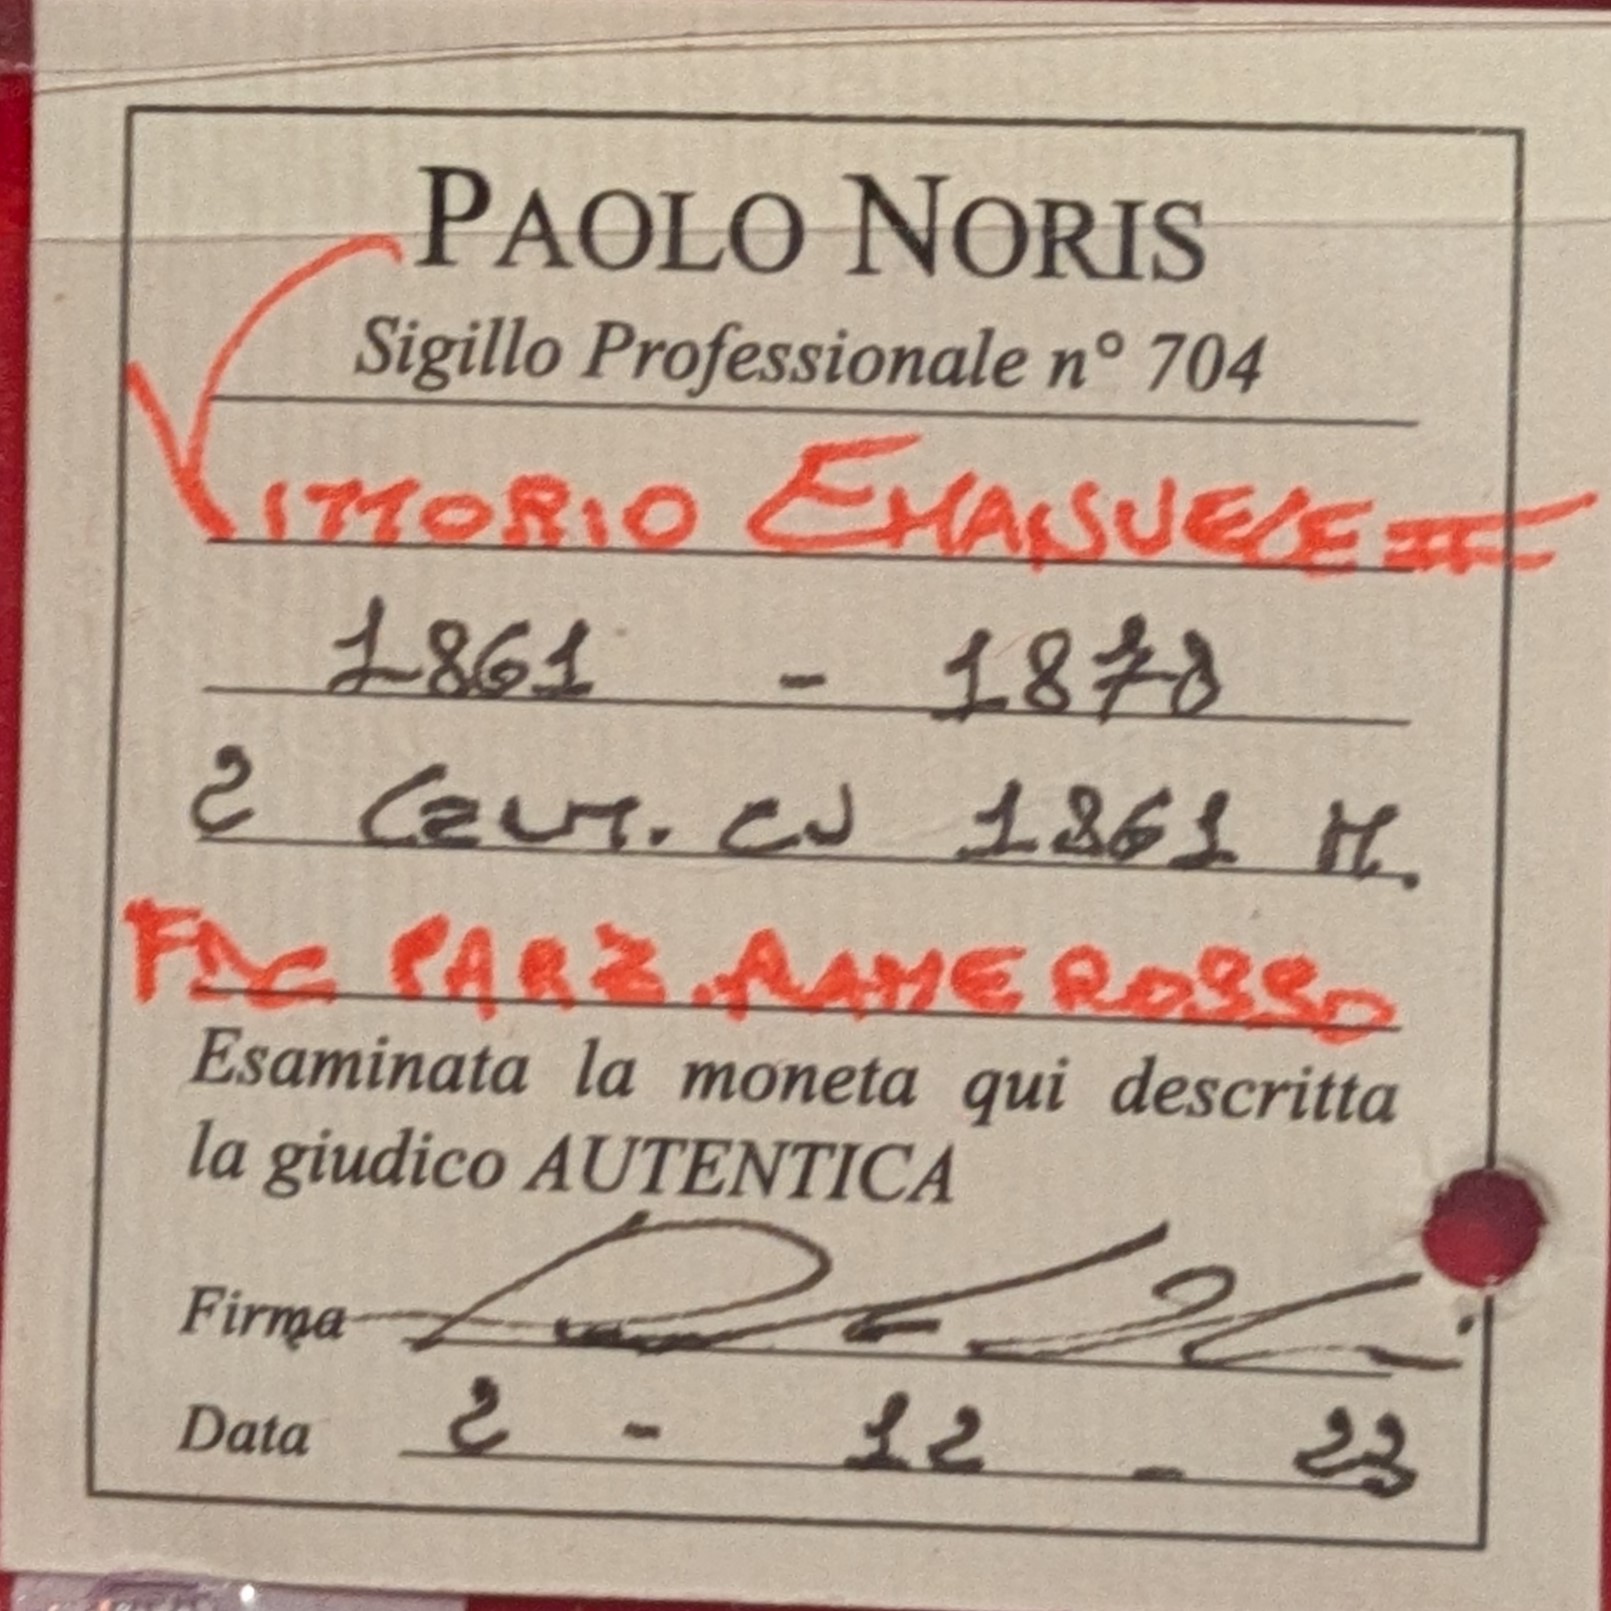 PAOLO NORIS
Sigillo Professionale n° 704
VITTORIO EMANUELE II
1861 - 1878
2 CENT. CU 1861 M.
FDC PARZ. RAME ROSSO
Esaminata la moneta qui descritta
la giudico AUTENTICA
Firma
Data 2 - 12 - 23